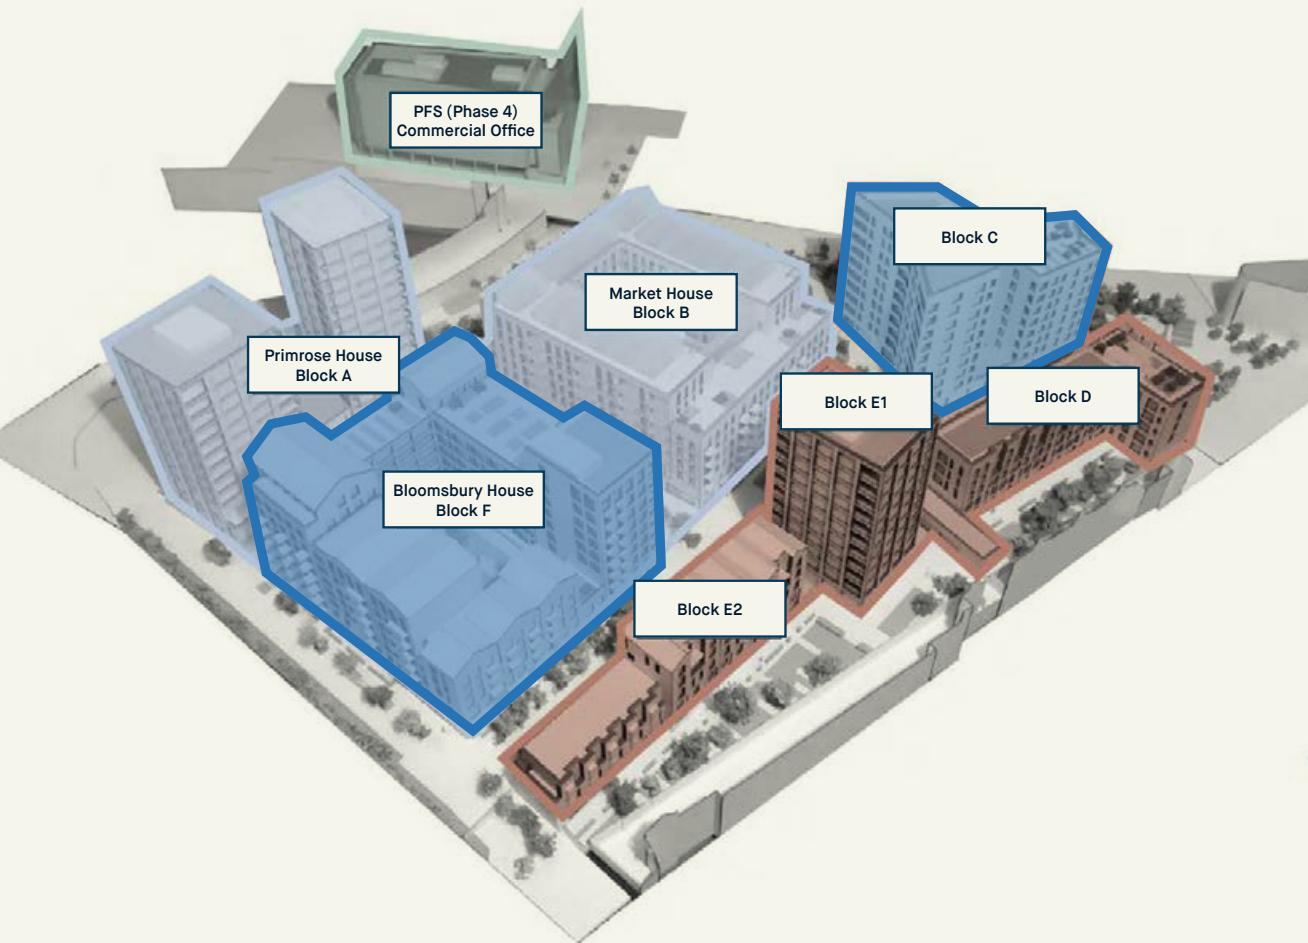 PFS (Phase 4)
Commercial Office
Block C
Market House
Block B
Primrose House
Block A
Block E1
Block D
Bloomsbury House
Block F
Block E2